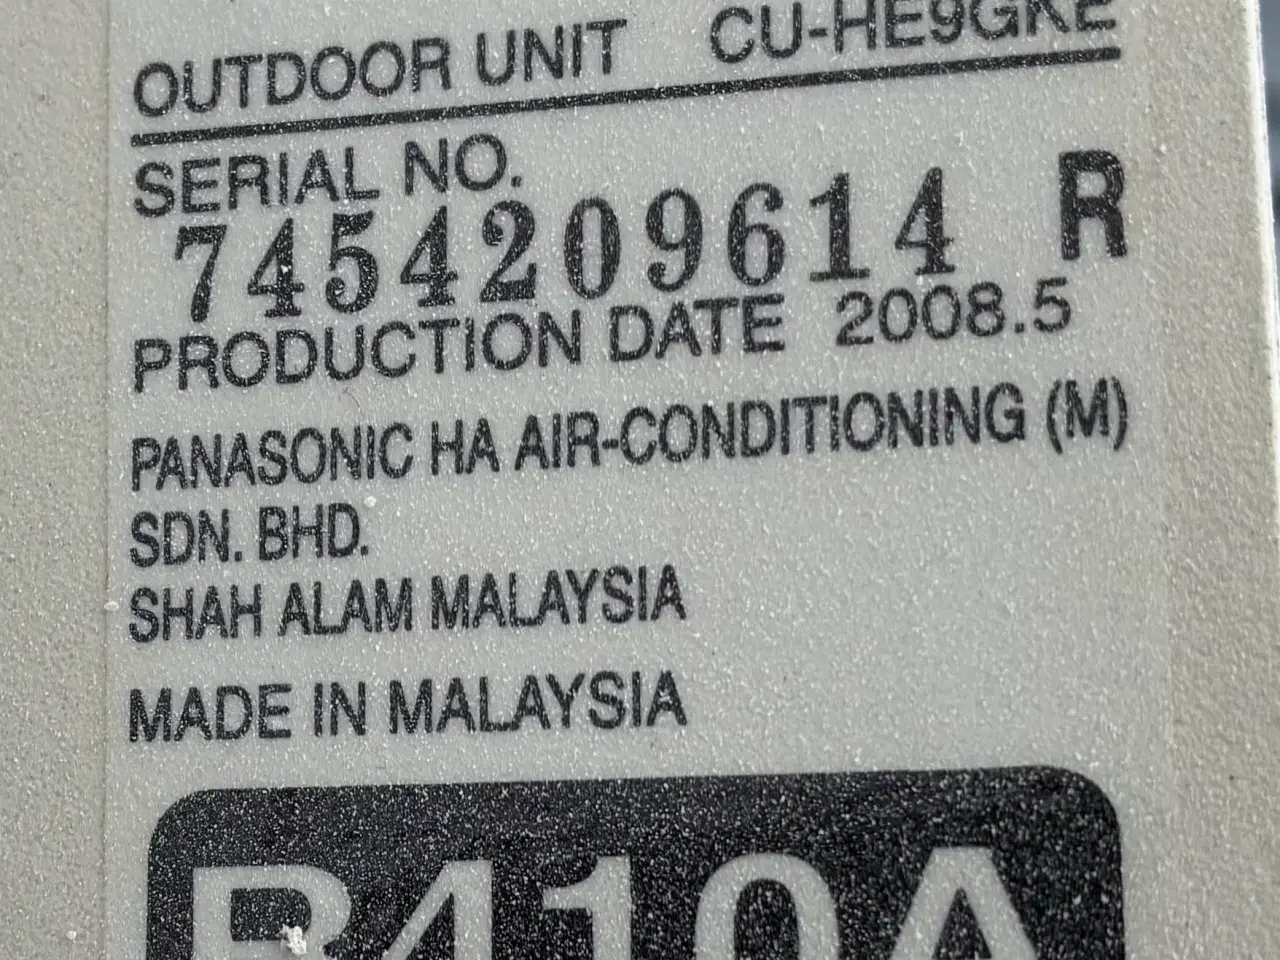 OUTDOOR UNIT CU-HE9GKE
SERIAL NO.
7454209614 R
PRODUCTION DATE 2008.5
PANASONIC HA AIR-CONDITIONING (M)
SDN. BHD.
SHAH ALAM MALAYSIA
MADE IN MALAYSIA
R410A